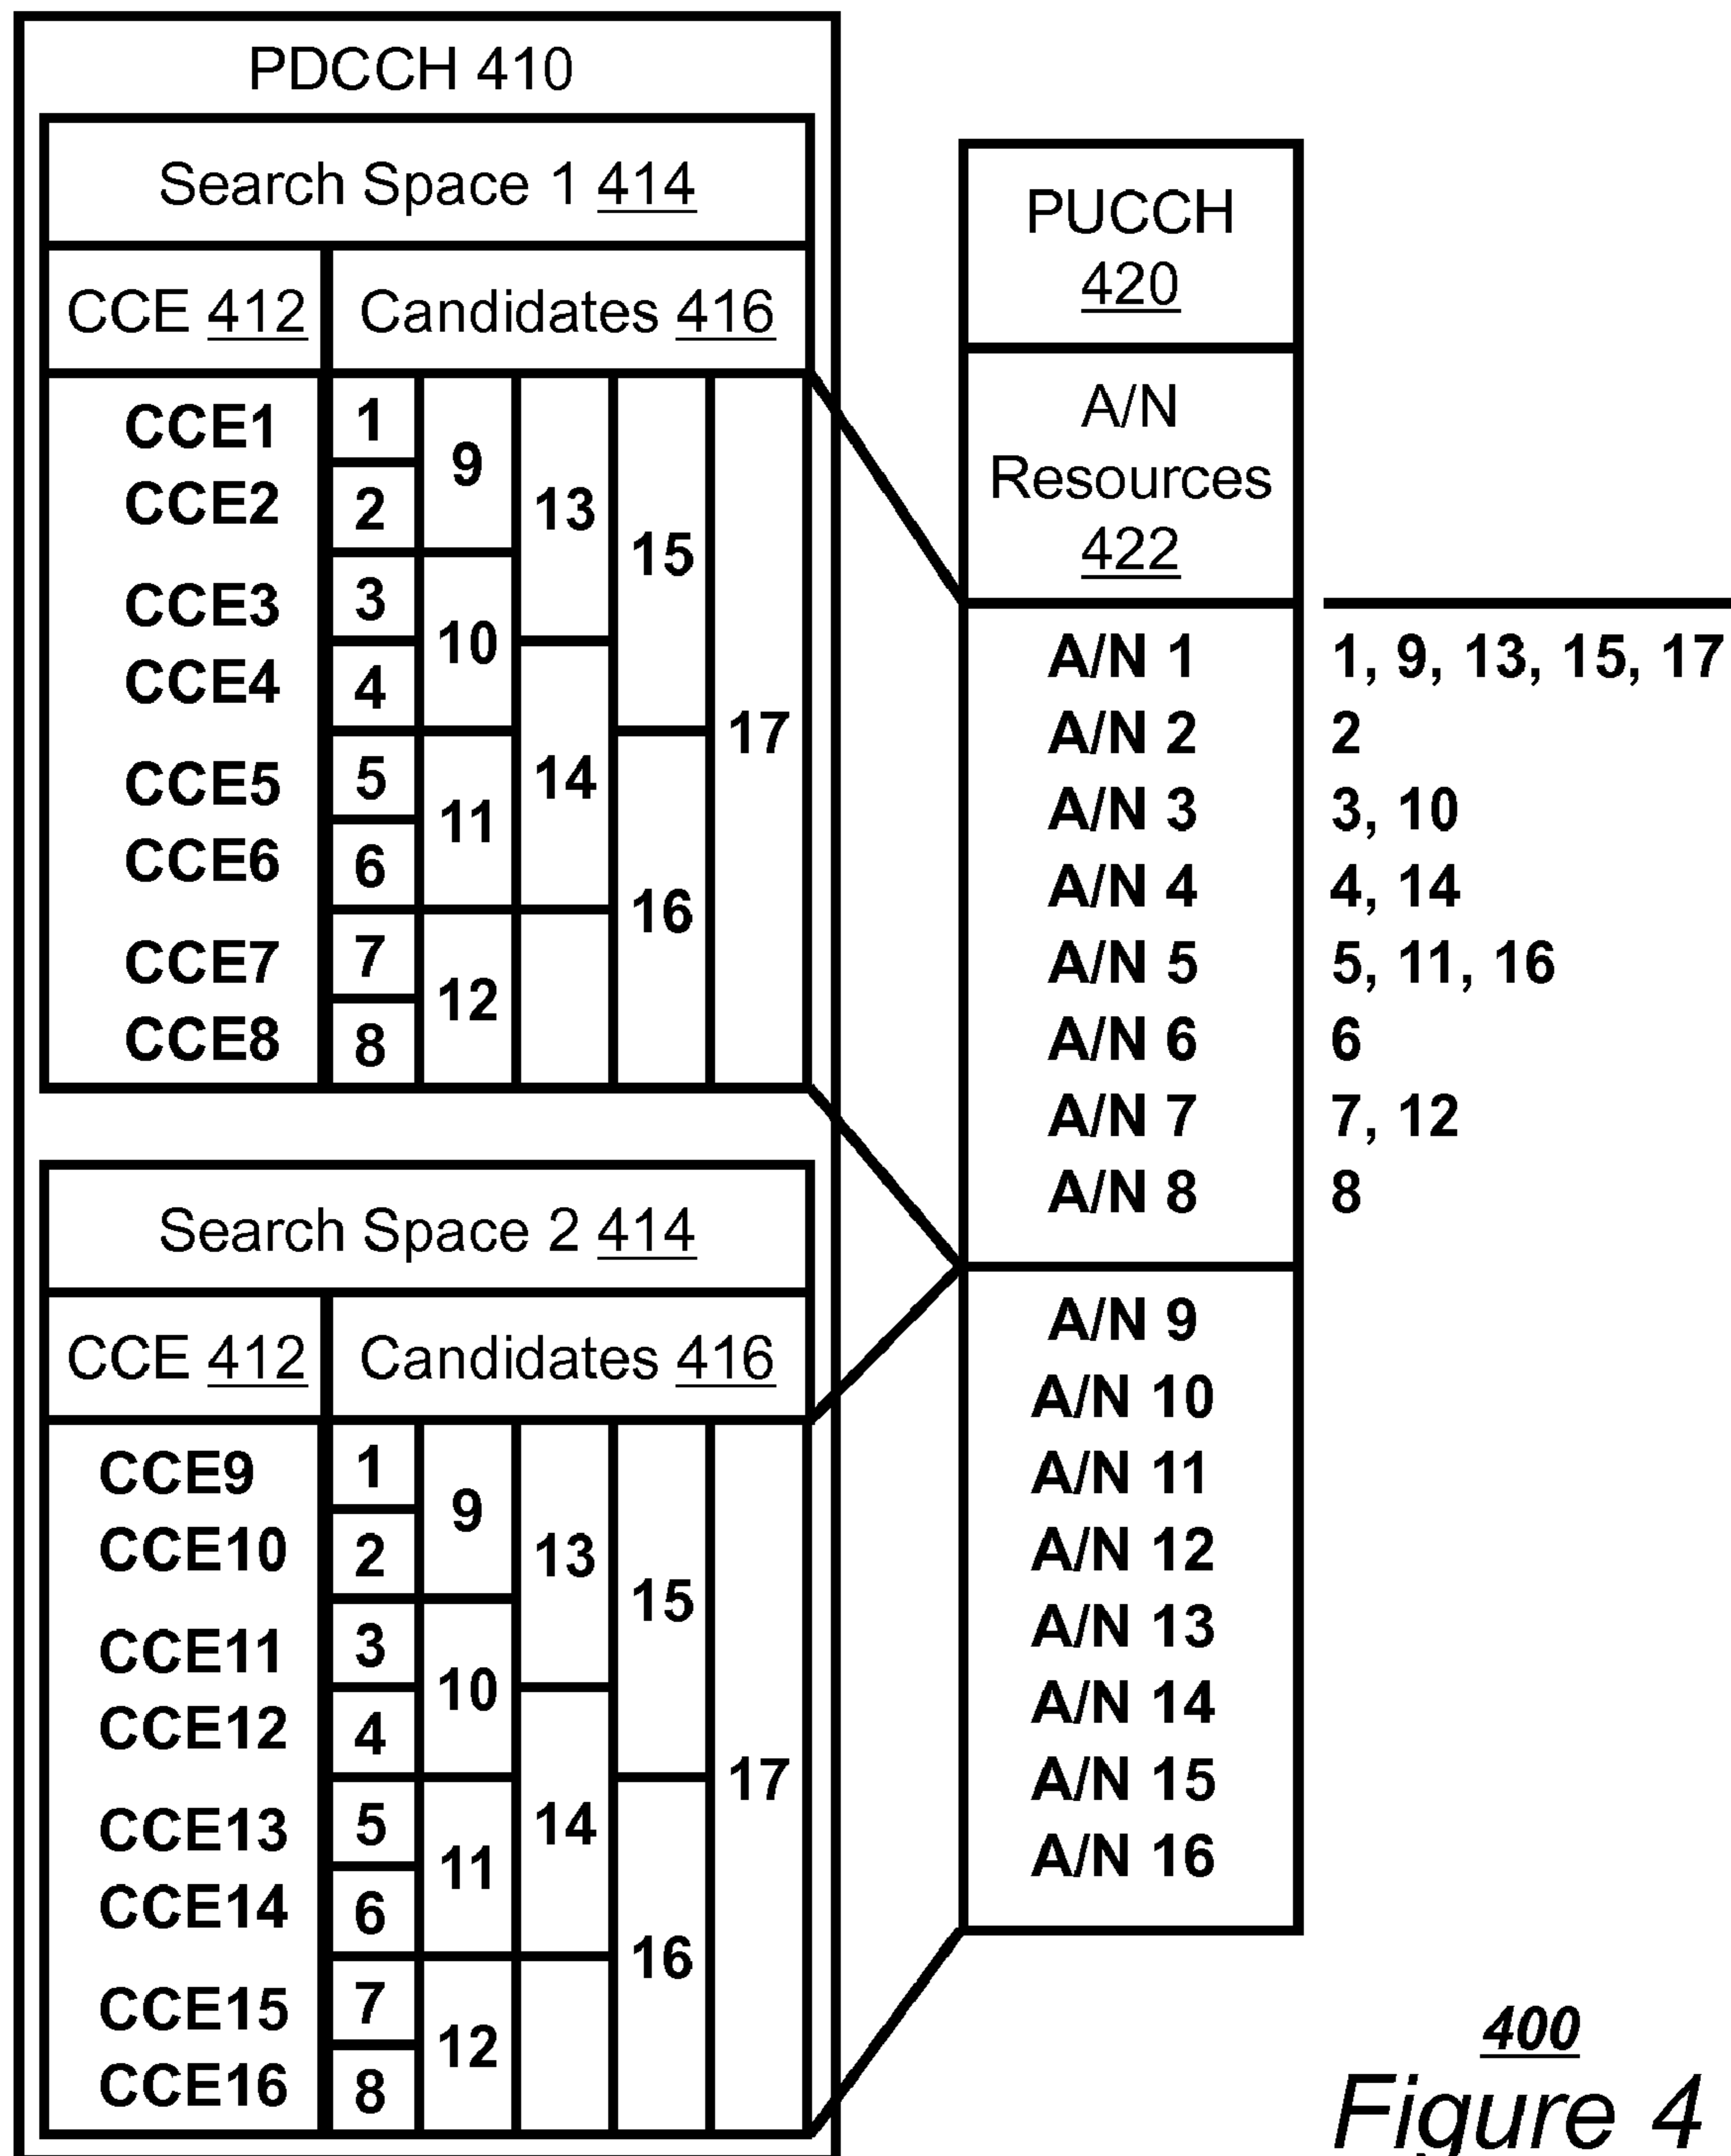 PDCCH 410
Search Space 1 414
CCE 412 Candidates 416
CCE1 1 9 13 15 17
CCE2 2
CCE3 3 10
CCE4 4 14
CCE5 5 11 16
CCE6 6
CCE7 7 12
CCE8 8
Search Space 2 414
CCE 412 Candidates 416
CCE9 1 9 13 15 17
CCE10 2
CCE11 3 10
CCE12 4 14
CCE13 5 11 16
CCE14 6
CCE15 7 12
CCE16 8
PUCCH
420
A/N
Resources
422
A/N 1 1, 9, 13, 15, 17
A/N 2 2
A/N 3 3, 10
A/N 4 4, 14
A/N 5 5, 11, 16
A/N 6 6
A/N 7 7, 12
A/N 8 8
A/N 9
A/N 10
A/N 11
A/N 12
A/N 13
A/N 14
A/N 15
A/N 16
400
Figure 4